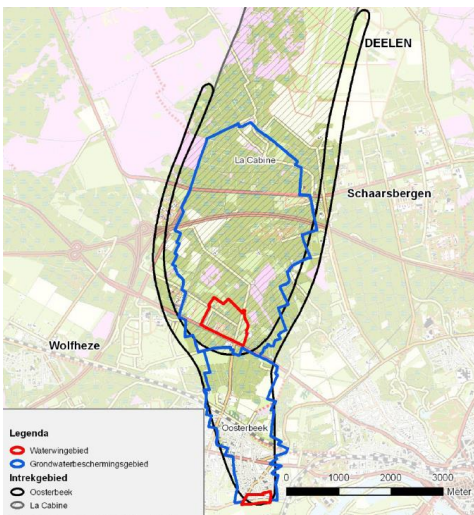 DEELEN
La Cabine
Schaarsbergen
Wolfheze
Oosterbeek
Legenda
Waterwingebied
Grondwaterbeschermingsgebied
Intrekgebied
Oosterbeek
La Cabine
0 1000 2000 3000
Meter